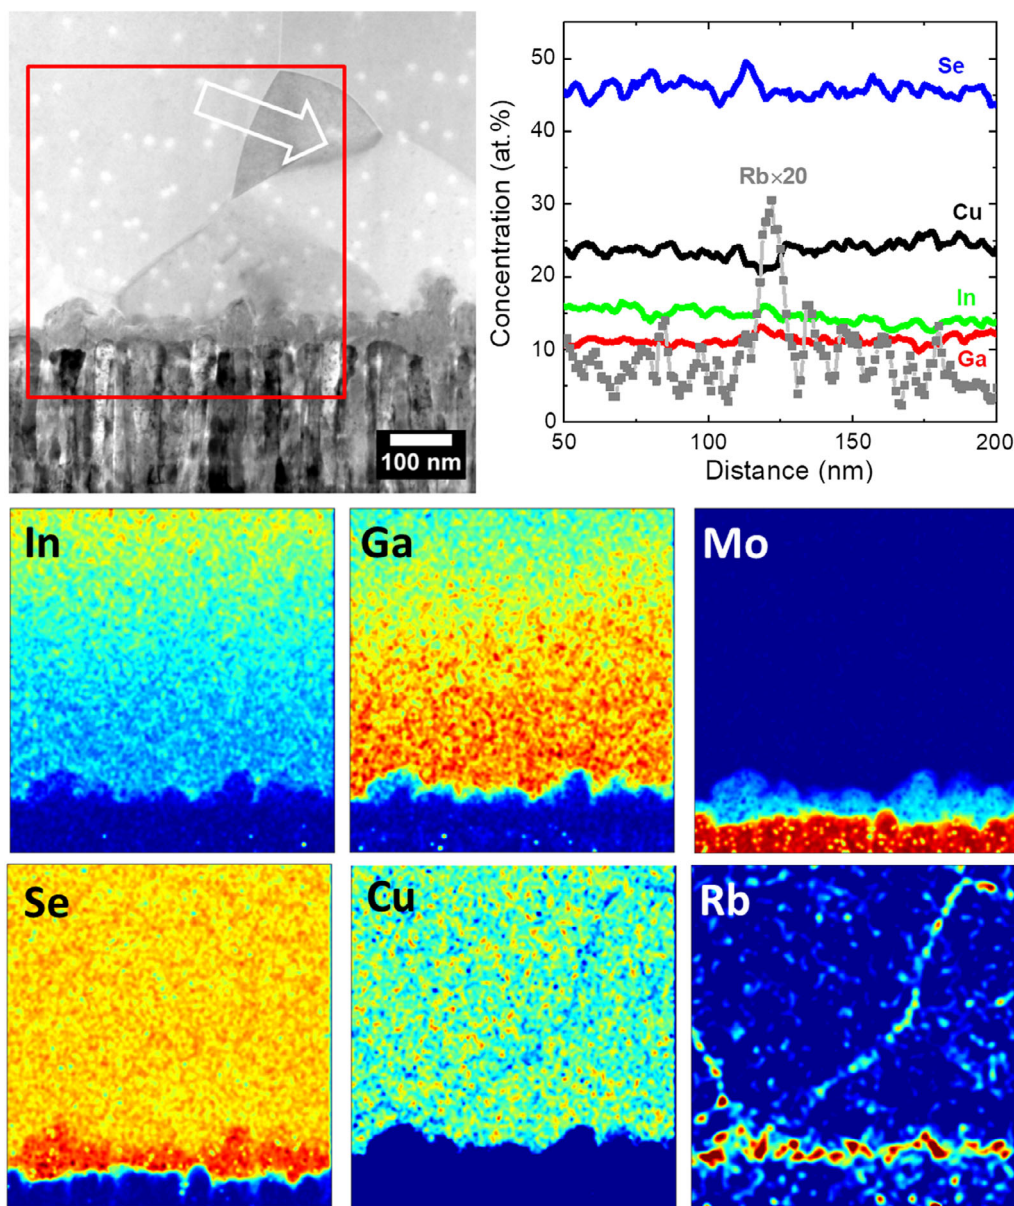 100 nm
Concentration (at.%)
50
40
30
20
10
0
Se
Rb×20
Cu
In
Ga
50
100
150
200
Distance (nm)
In
Ga
Mo
Se
Cu
Rb